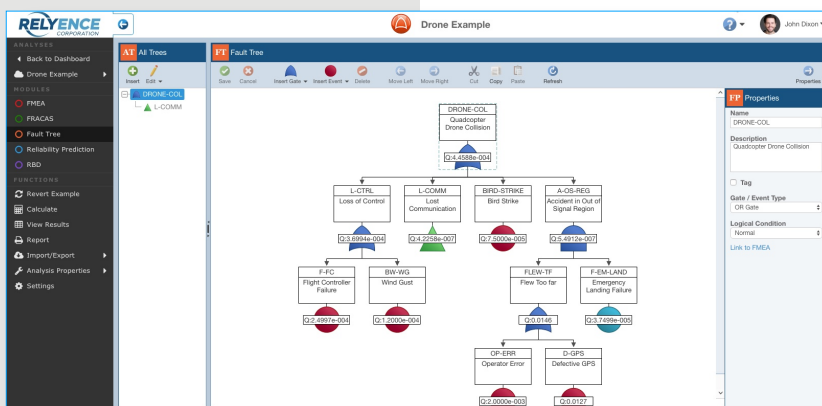 RELYENCE
CORPORATION
Drone Example
?
John Dixon
ANALYSES
Back to Dashboard
Drone Example
MODULES
FMEA
FRACAS
Fault Tree
Reliability Prediction
RBD
FUNCTIONS
Revert Example
Calculate
View Results
Report
Import/Export
Analysis Properties
Settings
AT All Trees
Insert Edit
DRONE-COL
L-COMM
FT Fault Tree
Save Cancel Insert Gate Insert Event Delete Move Left Move Right Cut Copy Paste Refresh Properties
DRONE-COL
Quadcopter
Drone Collision
Q:4.4588e-004
L-CTRL
Loss of Control
Q:3.6994e-004
L-COMM
Lost
Communication
Q:4.2258e-007
BIRD-STRIKE
Bird Strike
Q:7.5000e-005
A-OS-REG
Accident in Out of
Signal Region
Q:5.4912e-007
F-FC
Flight Controller
Failure
Q:2.4997e-004
BW-WG
Wind Gust
Q:1.2000e-004
FLEW-TF
Flew Too far
Q:0.0146
F-EM-LAND
Emergency
Landing Failure
Q:3.7499e-005
OP-ERR
Operator Error
Q:2.0000e-003
D-GPS
Defective GPS
Q:0.0127
FP Properties
Name
DRONE-COL
Description
Quadcopter Drone Collision
Tag
Gate / Event Type
OR Gate
Logical Condition
Normal
Link to FMEA